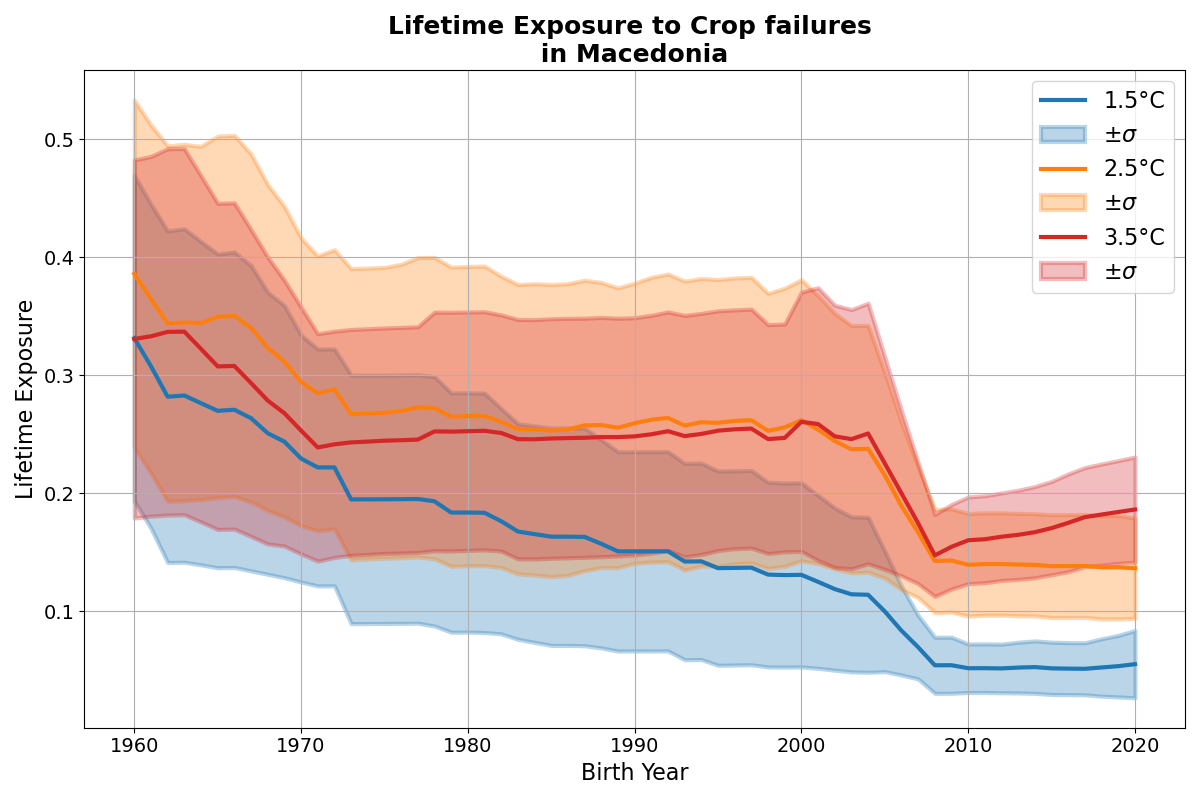 Lifetime Exposure to Crop failures
in Macedonia
Lifetime Exposure
0.5
0.4
0.3
0.2
0.1
1960 1970 1980 1990 2000 2010 2020
Birth Year
1.5°C
±σ
2.5°C
±σ
3.5°C
±σ